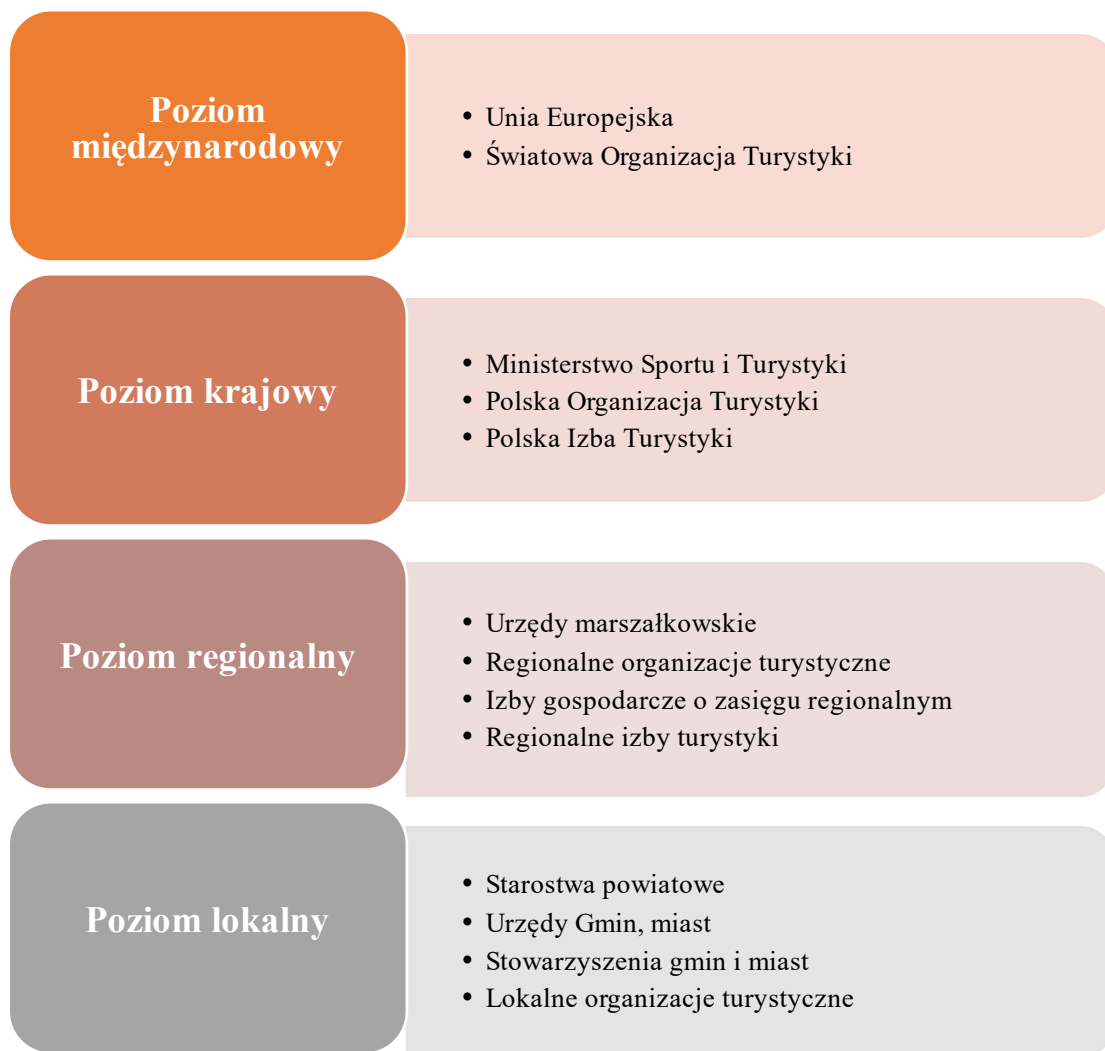 Poziom
międzynarodowy
• Unia Europejska
• Światowa Organizacja Turystyki
Poziom krajowy
• Ministerstwo Sportu i Turystyki
• Polska Organizacja Turystyki
• Polska Izba Turystyki
Poziom regionalny
• Urzędy marszałkowskie
• Regionalne organizacje turystyczne
• Izby gospodarcze o zasięgu regionalnym
• Regionalne izby turystyki
Poziom lokalny
• Starostwa powiatowe
• Urzędy Gmin, miast
• Stowarzyszenia gmin i miast
• Lokalne organizacje turystyczne